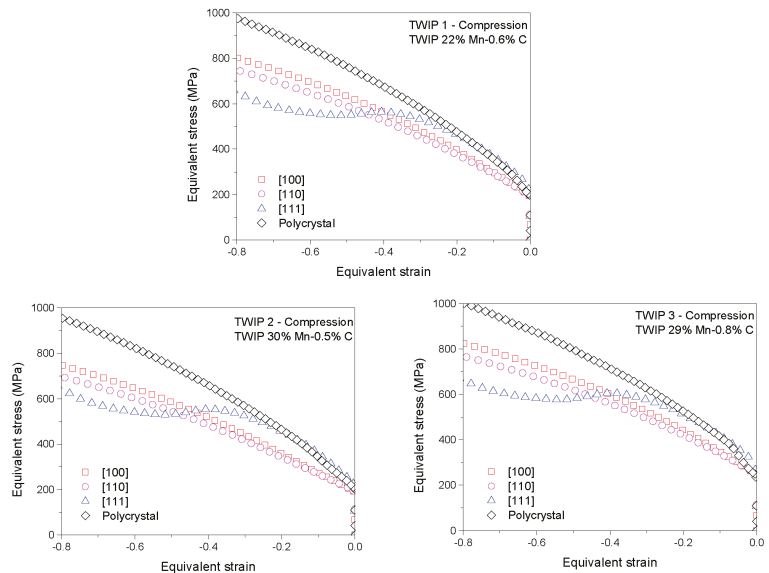 TWIP 1 - Compression
TWIP 22% Mn-0.6% C
Equivalent stress (MPa)
1000
800
600
400
200
0
[100]
[110]
[111]
Polycrystal
-0.8
-0.6
-0.4
-0.2
0.0
Equivalent strain
TWIP 2 - Compression
TWIP 30% Mn-0.5% C
Equivalent stress (MPa)
1000
800
600
400
200
0
[100]
[110]
[111]
Polycrystal
-0.8
-0.6
-0.4
-0.2
0.0
Equivalent strain
TWIP 3 - Compression
TWIP 29% Mn-0.8% C
Equivalent stress (MPa)
1000
800
600
400
200
0
[100]
[110]
[111]
Polycrystal
-0.8
-0.6
-0.4
-0.2
0.0
Equivalent strain